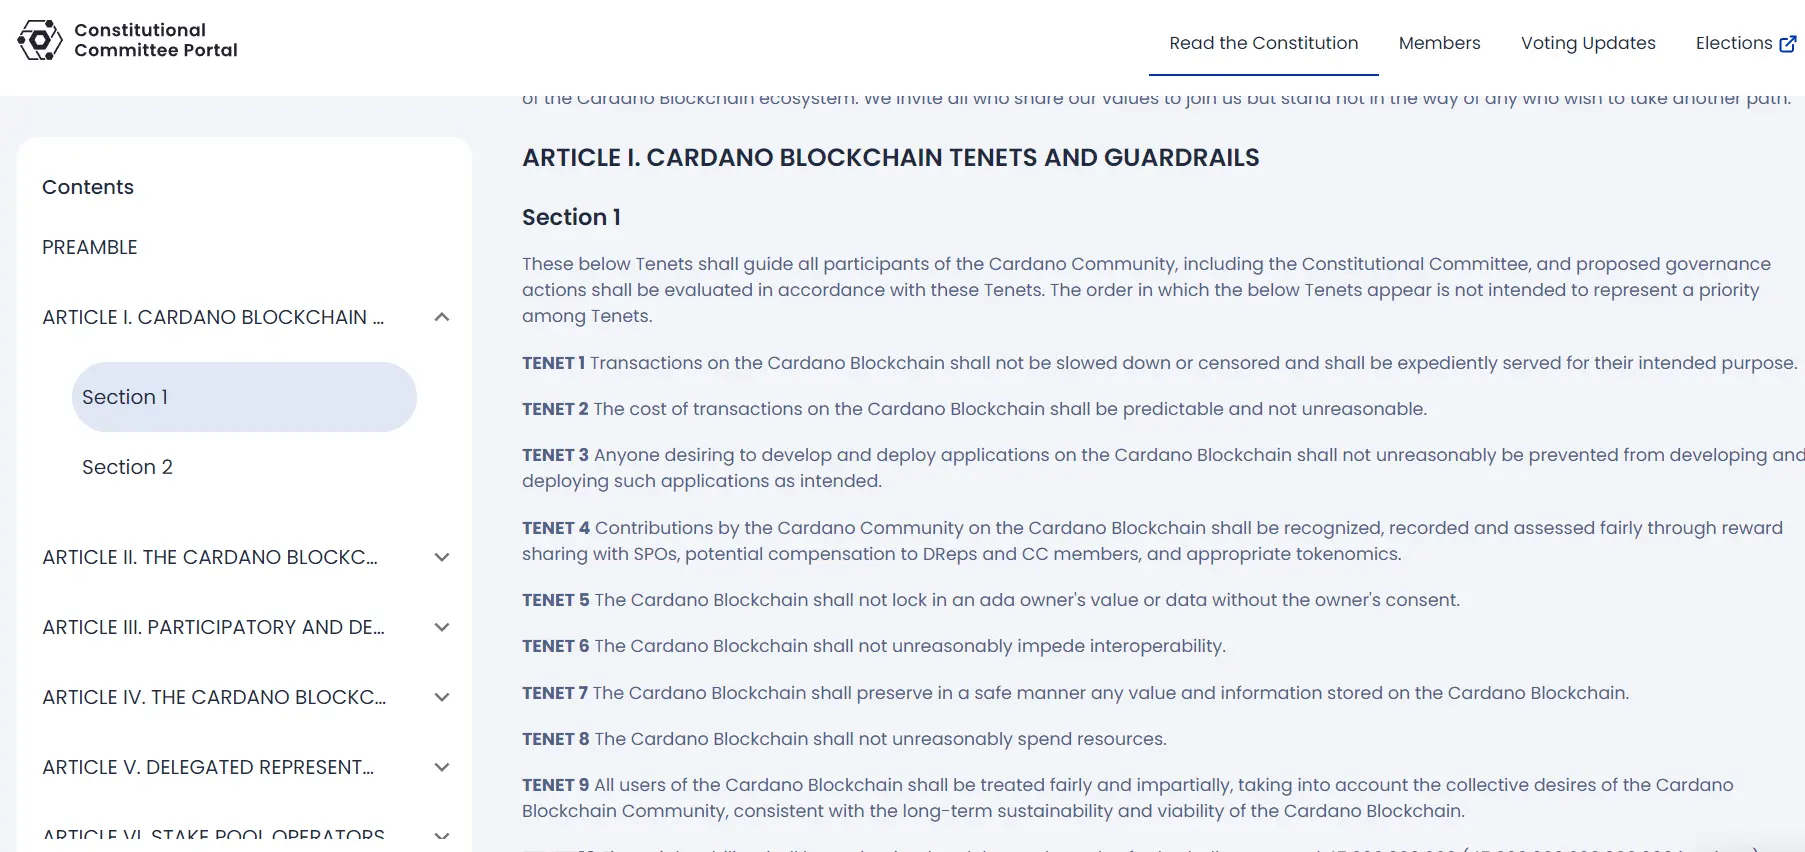 Constitutional
Committee Portal
Read the Constitution
Members
Voting Updates
Elections
Contents
PREAMBLE
ARTICLE I. CARDANO BLOCKCHAIN ...
Section 1
Section 2
ARTICLE II. THE CARDANO BLOCKC...
ARTICLE III. PARTICIPATORY AND DE...
ARTICLE IV. THE CARDANO BLOCKC...
ARTICLE V. DELEGATED REPRESENT...
ARTICLE VI. STAKE POOL OPERATORS
of the Cardano Blockchain ecosystem. We invite all who share our values to join us but stand not in the way of any who wish to take another path.
ARTICLE I. CARDANO BLOCKCHAIN TENETS AND GUARDRAILS
Section 1
These below Tenets shall guide all participants of the Cardano Community, including the Constitutional Committee, and proposed governance
actions shall be evaluated in accordance with these Tenets. The order in which the below Tenets appear is not intended to represent a priority
among Tenets.
TENET 1 Transactions on the Cardano Blockchain shall not be slowed down or censored and shall be expediently served for their intended purpose.
TENET 2 The cost of transactions on the Cardano Blockchain shall be predictable and not unreasonable.
TENET 3 Anyone desiring to develop and deploy applications on the Cardano Blockchain shall not unreasonably be prevented from developing and
deploying such applications as intended.
TENET 4 Contributions by the Cardano Community on the Cardano Blockchain shall be recognized, recorded and assessed fairly through reward
sharing with SPOs, potential compensation to DReps and CC members, and appropriate tokenomics.
TENET 5 The Cardano Blockchain shall not lock in an ada owner's value or data without the owner's consent.
TENET 6 The Cardano Blockchain shall not unreasonably impede interoperability.
TENET 7 The Cardano Blockchain shall preserve in a safe manner any value and information stored on the Cardano Blockchain.
TENET 8 The Cardano Blockchain shall not unreasonably spend resources.
TENET 9 All users of the Cardano Blockchain shall be treated fairly and impartially, taking into account the collective desires of the Cardano
Blockchain Community, consistent with the long-term sustainability and viability of the Cardano Blockchain.